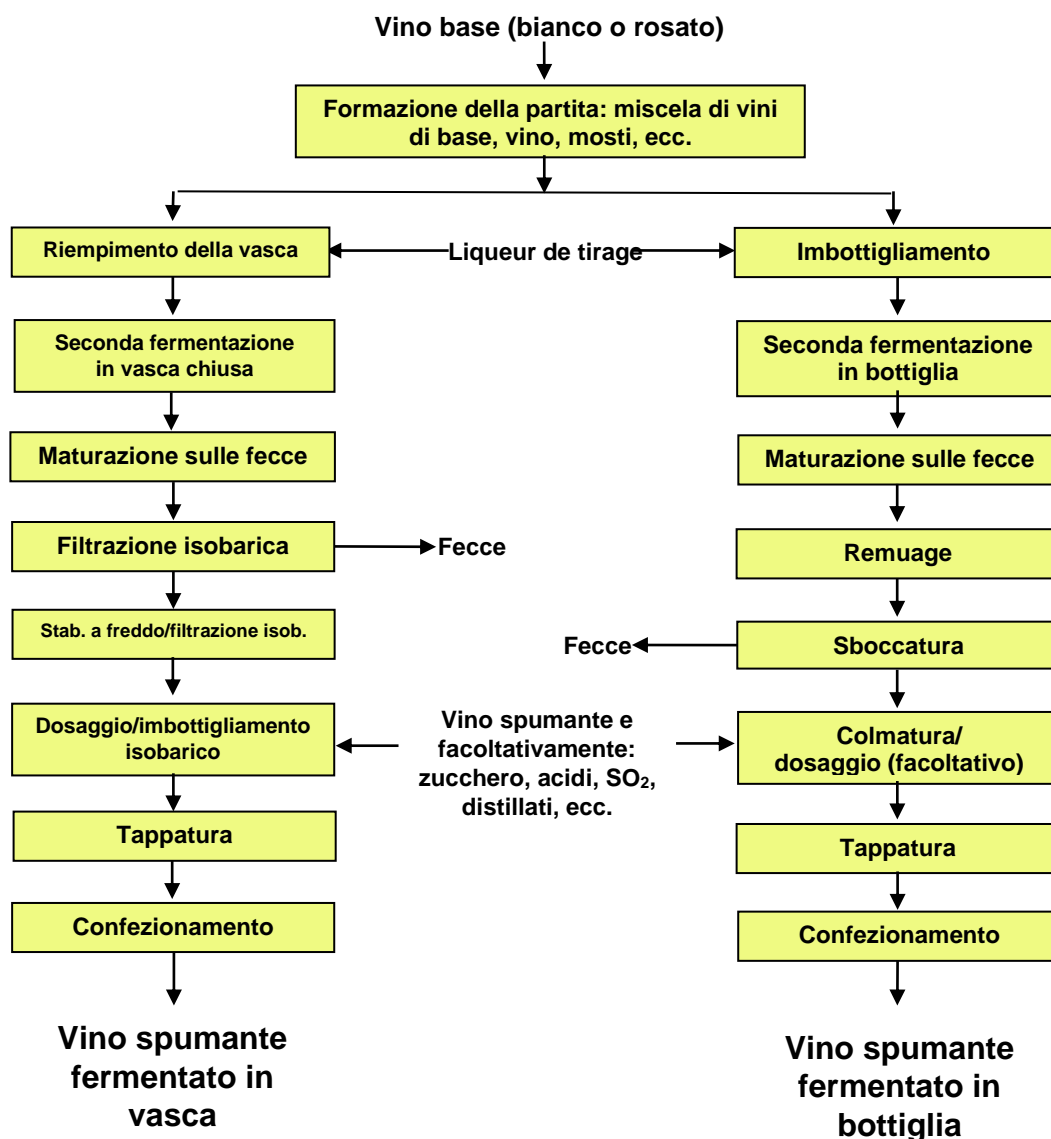 Vino base (bianco o rosato)
Formazione della partita: miscela di vini
di base, vino, mosti, ecc.
Riempimento della vasca
Liqueur de tirage
Imbottigliamento
Seconda fermentazione
in vasca chiusa
Seconda fermentazione
in bottiglia
Maturazione sulle fecce
Maturazione sulle fecce
Filtrazione isobarica
Fecce
Remuage
Stab. a freddo/filtrazione isob.
Fecce
Sboccatura
Dosaggio/imbottigliamento
isobarico
Vino spumante e
facoltativamente:
zucchero, acidi, SO₂,
distillati, ecc.
Colmatura/
dosaggio (facoltativo)
Tappatura
Tappatura
Confezionamento
Confezionamento
Vino spumante
fermentato in
vasca
Vino spumante
fermentato in
bottiglia